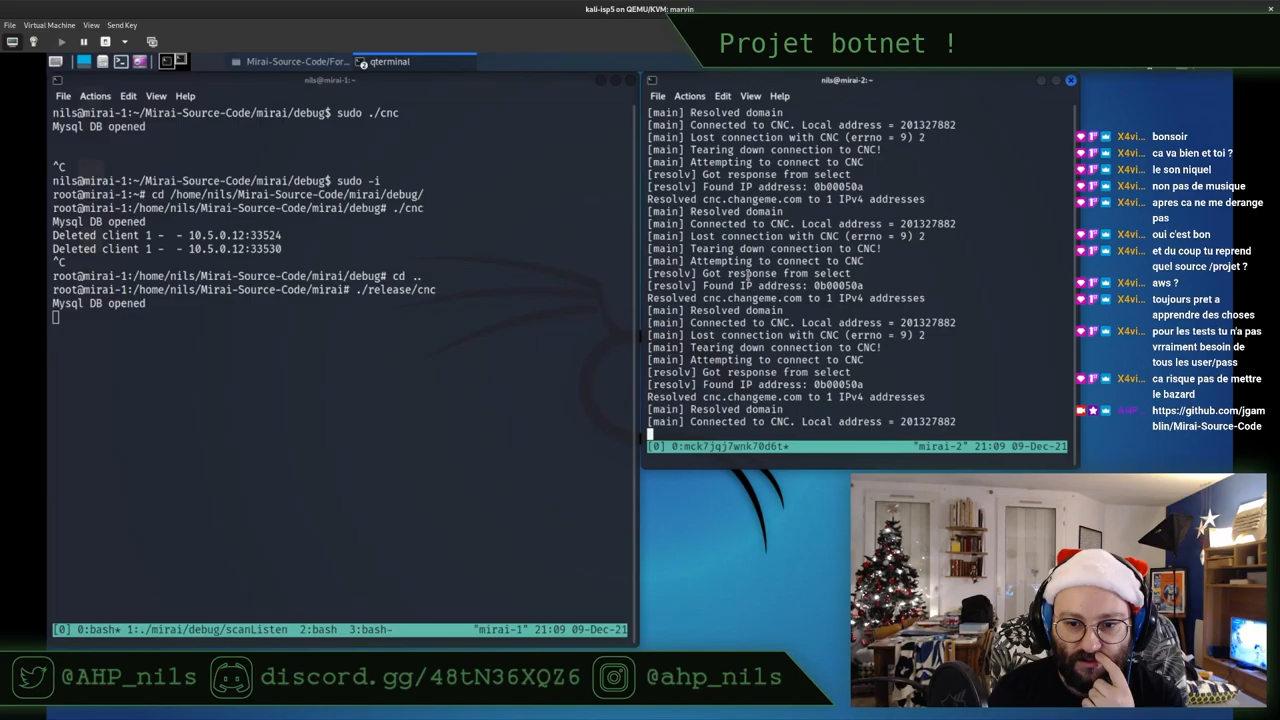 kali-isp5 on QEMU/KVM: marvin
File Virtual Machine View Send Key
Projet botnet !
Mirai-Source-Code/For...
qterminal
nils@mirai-1:~
File Actions Edit View Help
nils@mirai-1:~/Mirai-Source-Code/mirai/debug$ sudo ./cnc
Mysql DB opened
^C
nils@mirai-1:~/Mirai-Source-Code/mirai/debug$ sudo -i
root@mirai-1:~# cd /home/nils/Mirai-Source-Code/mirai/debug/
root@mirai-1:/home/nils/Mirai-Source-Code/mirai/debug# ./cnc
Mysql DB opened
Deleted client 1 -  - 10.5.0.12:33524
Deleted client 1 -  - 10.5.0.12:33530
^C
root@mirai-1:/home/nils/Mirai-Source-Code/mirai/debug# cd ..
root@mirai-1:/home/nils/Mirai-Source-Code/mirai# ./release/cnc
Mysql DB opened
[0] 0:bash* 1:./mirai/debug/scanListen  2:bash  3:bash- "mirai-1" 21:09 09-Dec-21
nils@mirai-2:~
File Actions Edit View Help
[main] Resolved domain
[main] Connected to CNC. Local address = 201327882
[main] Lost connection with CNC (errno = 9) 2
[main] Tearing down connection to CNC!
[main] Attempting to connect to CNC
[resolv] Got response from select
[resolv] Found IP address: 0b00050a
Resolved cnc.changeme.com to 1 IPv4 addresses
[main] Resolved domain
[main] Connected to CNC. Local address = 201327882
[main] Lost connection with CNC (errno = 9) 2
[main] Tearing down connection to CNC!
[main] Attempting to connect to CNC
[resolv] Got response from select
[resolv] Found IP address: 0b00050a
Resolved cnc.changeme.com to 1 IPv4 addresses
[main] Resolved domain
[main] Connected to CNC. Local address = 201327882
[main] Lost connection with CNC (errno = 9) 2
[main] Tearing down connection to CNC!
[main] Attempting to connect to CNC
[resolv] Got response from select
[resolv] Found IP address: 0b00050a
Resolved cnc.changeme.com to 1 IPv4 addresses
[main] Resolved domain
[main] Connected to CNC. Local address = 201327882
[0] 0:mck7jqj7wnk70d6t* "mirai-2" 21:09 09-Dec-21
X4vi... bonsoir
X4vi... ca va bien et toi ?
X4vi... le son niquel
X4vi... non pas de musique
X4vi... apres ca ne me derange
pas
X4vi... oui c'est bon
X4vi... et du coup tu reprend
quel source /projet ?
X4vi... aws ?
X4vi... toujours pret a
apprendre des choses
X4vi... pour les tests tu n'a pas
vrraiment besoin de
tous les user/pass
X4vi... ca risque pas de mettre
le bazard
AHP... https://github.com/jgam
blin/Mirai-Source-Code
@AHP_nils discord.gg/48tN36XQZ6 @ahp_nils